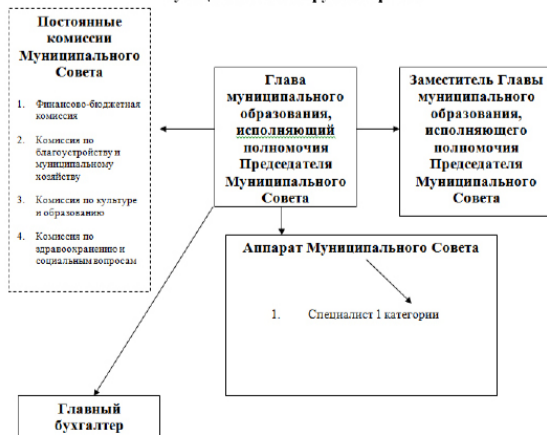 Постоянные
комиссии
Муниципального
Совета
1. Финансово-бюджетная
комиссия
2. Комиссия по
благоустройству и
муниципальному
хозяйству
3. Комиссия по культуре
и образованию
4. Комиссия по
здравоохранению и
социальным вопросам
Глава
муниципального
образования,
исполняющий
полномочия
Председателя
Муниципального
Совета
Заместитель Главы
муниципального
образования,
исполняющего
полномочия
Председателя
Муниципального
Совета
Аппарат Муниципального Совета
1. Специалист 1 категории
Главный
бухгалтер